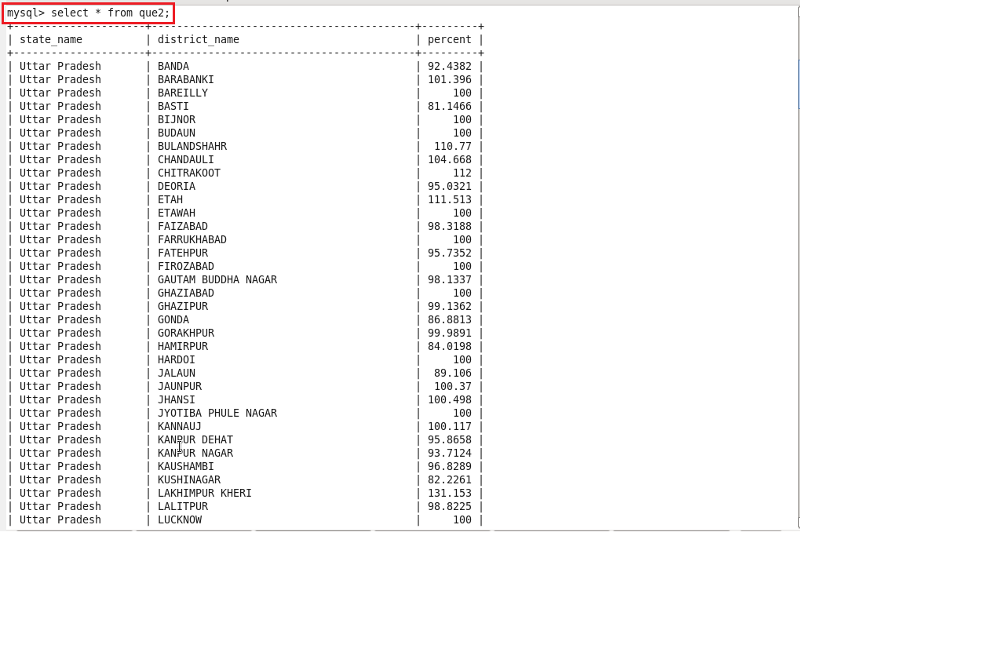 mysql> select * from que2;
+---------------------+------------------------------------------+---------+
| state_name          | district_name                            | percent |
+---------------------+------------------------------------------+---------+
| Uttar Pradesh       | BANDA                                    | 92.4382 |
| Uttar Pradesh       | BARABANKI                                | 101.396 |
| Uttar Pradesh       | BAREILLY                                 |     100 |
| Uttar Pradesh       | BASTI                                    | 81.1466 |
| Uttar Pradesh       | BIJNOR                                   |     100 |
| Uttar Pradesh       | BUDAUN                                   |     100 |
| Uttar Pradesh       | BULANDSHAHR                              |  110.77 |
| Uttar Pradesh       | CHANDAULI                                | 104.668 |
| Uttar Pradesh       | CHITRAKOOT                               |     112 |
| Uttar Pradesh       | DEORIA                                   | 95.0321 |
| Uttar Pradesh       | ETAH                                     | 111.513 |
| Uttar Pradesh       | ETAWAH                                   |     100 |
| Uttar Pradesh       | FAIZABAD                                 | 98.3188 |
| Uttar Pradesh       | FARRUKHABAD                              |     100 |
| Uttar Pradesh       | FATEHPUR                                 | 95.7352 |
| Uttar Pradesh       | FIROZABAD                                |     100 |
| Uttar Pradesh       | GAUTAM BUDDHA NAGAR                      | 98.1337 |
| Uttar Pradesh       | GHAZIABAD                                |     100 |
| Uttar Pradesh       | GHAZIPUR                                 | 99.1362 |
| Uttar Pradesh       | GONDA                                    | 86.8813 |
| Uttar Pradesh       | GORAKHPUR                                | 99.9891 |
| Uttar Pradesh       | HAMIRPUR                                 | 84.0198 |
| Uttar Pradesh       | HARDOI                                   |     100 |
| Uttar Pradesh       | JALAUN                                   |  89.106 |
| Uttar Pradesh       | JAUNPUR                                  |  100.37 |
| Uttar Pradesh       | JHANSI                                   | 100.498 |
| Uttar Pradesh       | JYOTIBA PHULE NAGAR                      |     100 |
| Uttar Pradesh       | KANNAUJ                                  | 100.117 |
| Uttar Pradesh       | KANPUR DEHAT                             | 95.8658 |
| Uttar Pradesh       | KANPUR NAGAR                             | 93.7124 |
| Uttar Pradesh       | KAUSHAMBI                                | 96.8289 |
| Uttar Pradesh       | KUSHINAGAR                               | 82.2261 |
| Uttar Pradesh       | LAKHIMPUR KHERI                          | 131.153 |
| Uttar Pradesh       | LALITPUR                                 | 98.8225 |
| Uttar Pradesh       | LUCKNOW                                  |     100 |